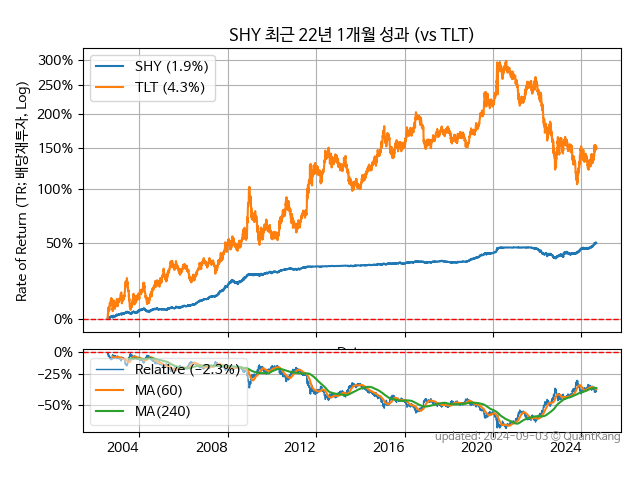 SHY 최근 22년 1개월 성과 (vs TLT)
Rate of Return (TR; 배당재투자, Log)
300%
250%
200%
150%
100%
50%
0%
SHY (1.9%)
TLT (4.3%)
0%
−25%
−50%
Relative (−2.3%)
MA(60)
MA(240)
2004
2008
2012
2016
2020
2024
updated: 2024-09-03 © QuantKang